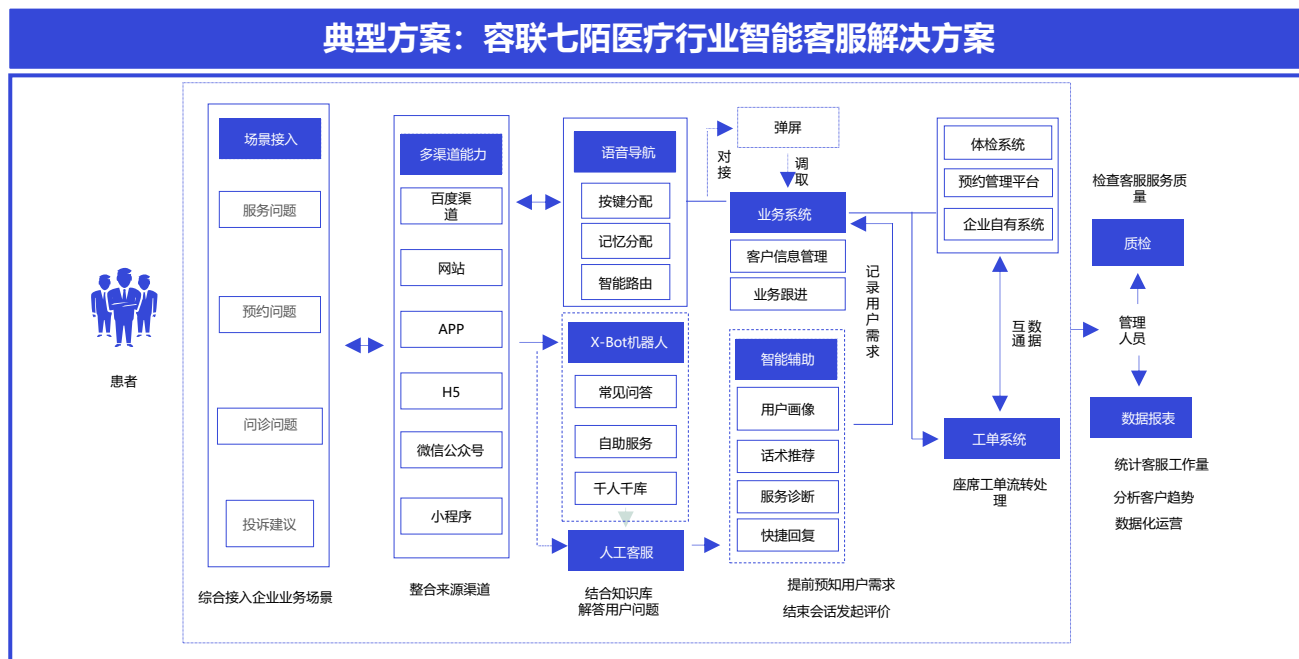 典型方案：容联七陌医疗行业智能客服解决方案
患者
场景接入
服务问题
预约问题
问诊问题
投诉建议
综合接入企业业务场景
多渠道能力
百度渠
道
网站
APP
H5
微信公众号
小程序
整合来源渠道
语音导航
按键分配
记忆分配
智能路由
X-Bot机器人
常见问答
自助服务
千人千库
人工客服
结合知识库
解答用户问题
对接
弹屏
调取
业务系统
客户信息管理
业务跟进
记录用户需求
智能辅助
用户画像
话术推荐
服务诊断
快捷回复
提前预知用户需求
结束会话发起评价
体检系统
预约管理平台
企业自有系统
数据
互通
工单系统
座席工单流转处
理
检查客服服务质
量
质检
管理
人员
数据报表
统计客服工作量
分析客户趋势
数据化运营